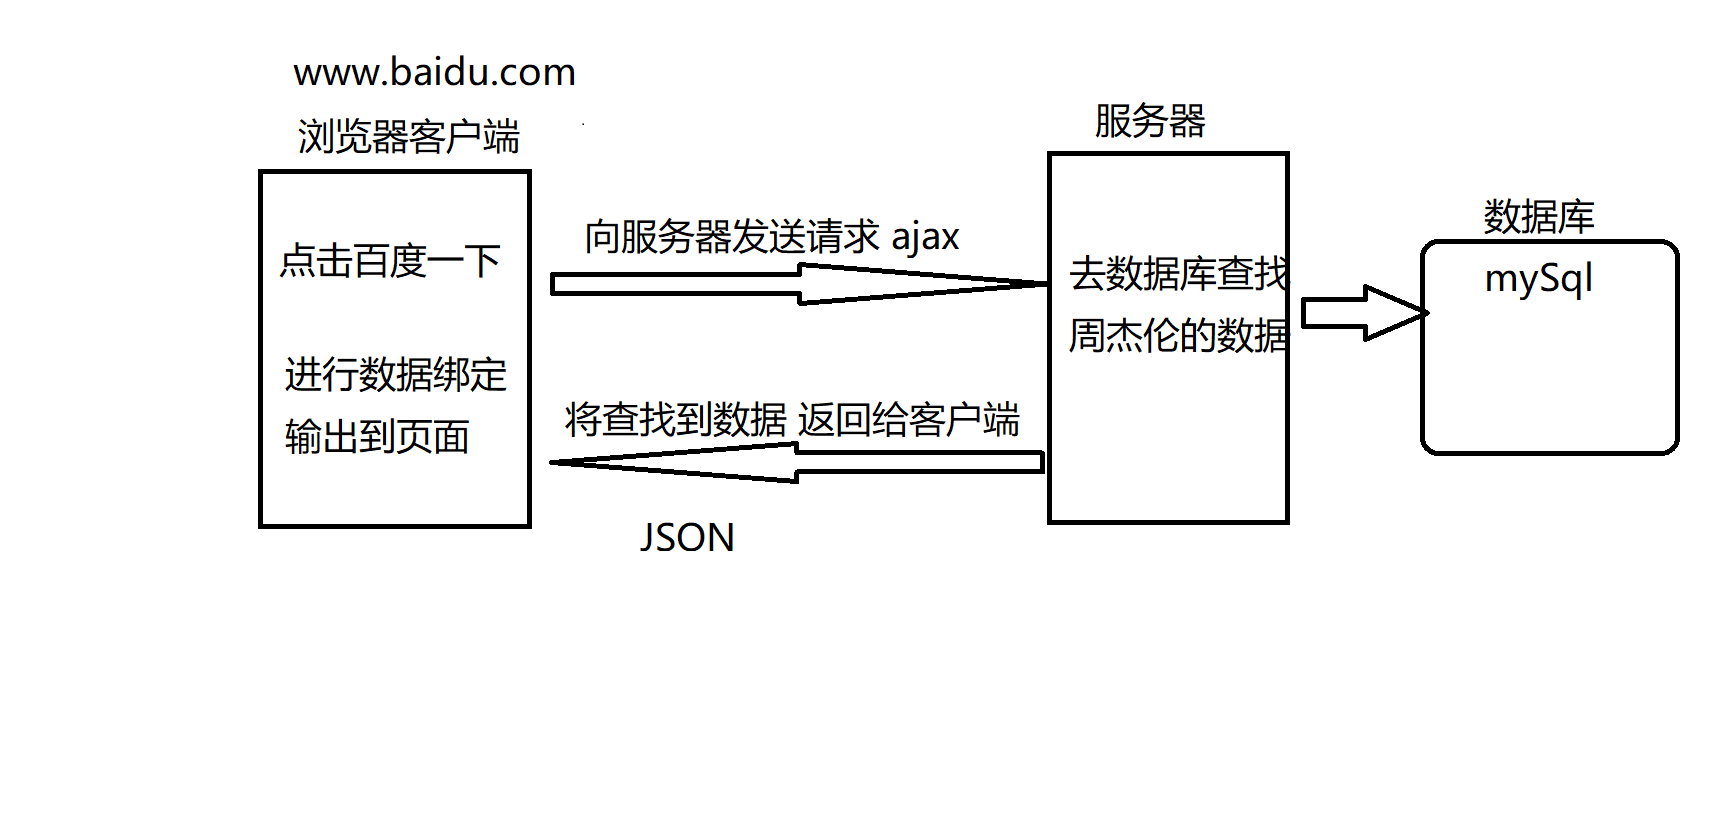 www.baidu.com
浏览器客户端
点击百度一下
进行数据绑定
输出到页面
向服务器发送请求 ajax
将查找到数据 返回给客户端
JSON
服务器
去数据库查找
周杰伦的数据
数据库
mySql